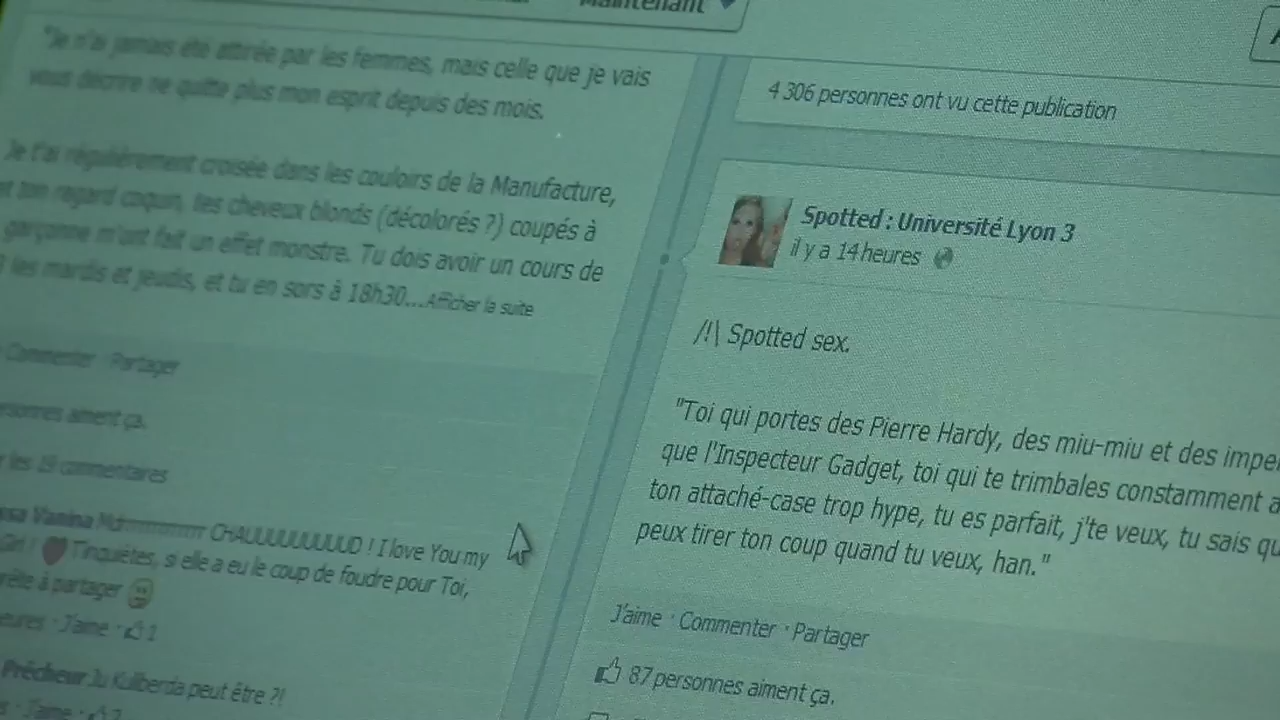 Maintenant
"Je n'ai jamais été attirée par les femmes, mais celle que je vais
vous décrire ne quitte plus mon esprit depuis des mois.
Je t'ai régulièrement croisée dans les couloirs de la Manufacture,
ton regard coquin, tes cheveux blonds (décolorés ?) coupés à
garçonne m'ont fait un effet monstre. Tu dois avoir un cours de
les mardis et jeudis, et tu en sors à 18h30...Afficher la suite
Commenter · Partager
aiment ça.
les 19 commentaires
Vanina CHAUUUUUUUUD ! I love You my
Girl ! T'inquiètes, si elle a eu le coup de foudre pour Toi,
à partager
J'aime · 1
Prêcheur Ju Kuliberda peut être ?!
J'aime ·
4 306 personnes ont vu cette publication
Spotted : Université Lyon 3
il y a 14 heures
/!\ Spotted sex.
"Toi qui portes des Pierre Hardy, des miu-miu et des imper
que l'Inspecteur Gadget, toi qui te trimbales constamment a
ton attaché-case trop hype, tu es parfait, j'te veux, tu sais qu
peux tirer ton coup quand tu veux, han."
J'aime · Commenter · Partager
87 personnes aiment ça.